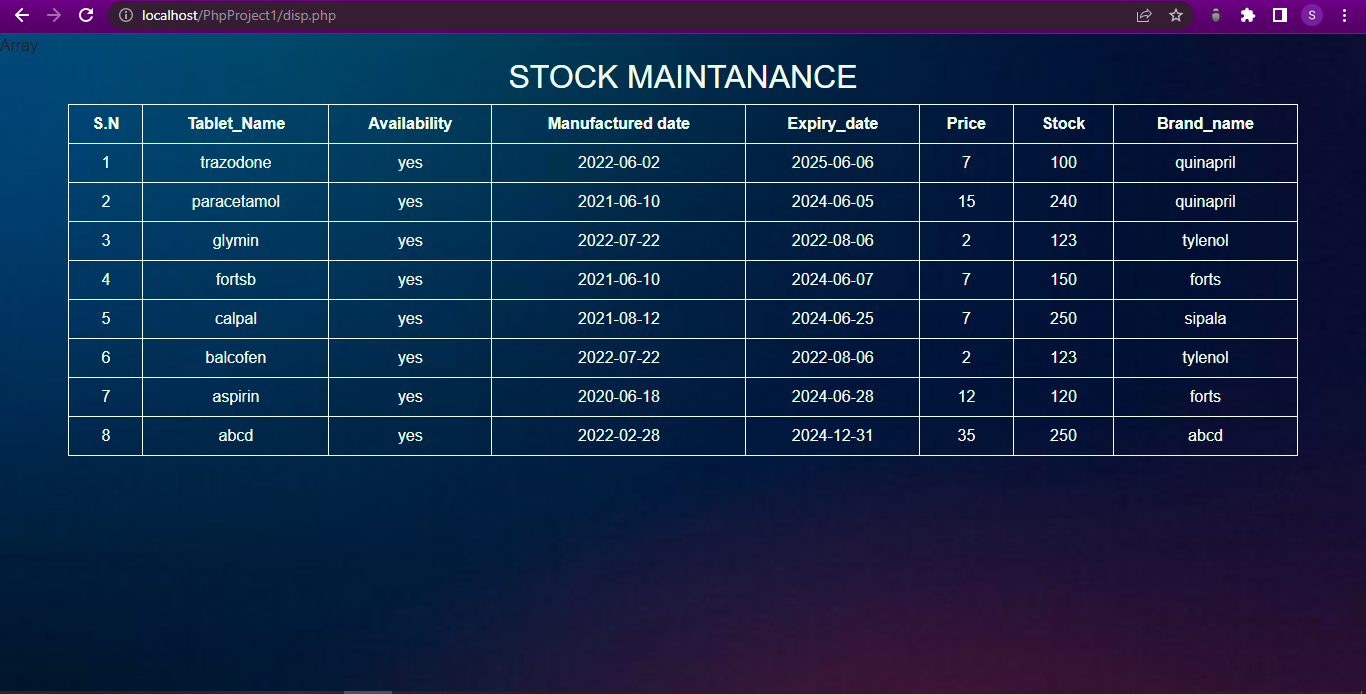 localhost/PhpProject1/disp.php S
Array
STOCK MAINTANANCE
S.N Tablet_Name Availability Manufactured date Expiry_date Price Stock Brand_name
1 trazodone yes 2022-06-02 2025-06-06 7 100 quinapril
2 paracetamol yes 2021-06-10 2024-06-05 15 240 quinapril
3 glymin yes 2022-07-22 2022-08-06 2 123 tylenol
4 fortsb yes 2021-06-10 2024-06-07 7 150 forts
5 calpal yes 2021-08-12 2024-06-25 7 250 sipala
6 balcofen yes 2022-07-22 2022-08-06 2 123 tylenol
7 aspirin yes 2020-06-18 2024-06-28 12 120 forts
8 abcd yes 2022-02-28 2024-12-31 35 250 abcd